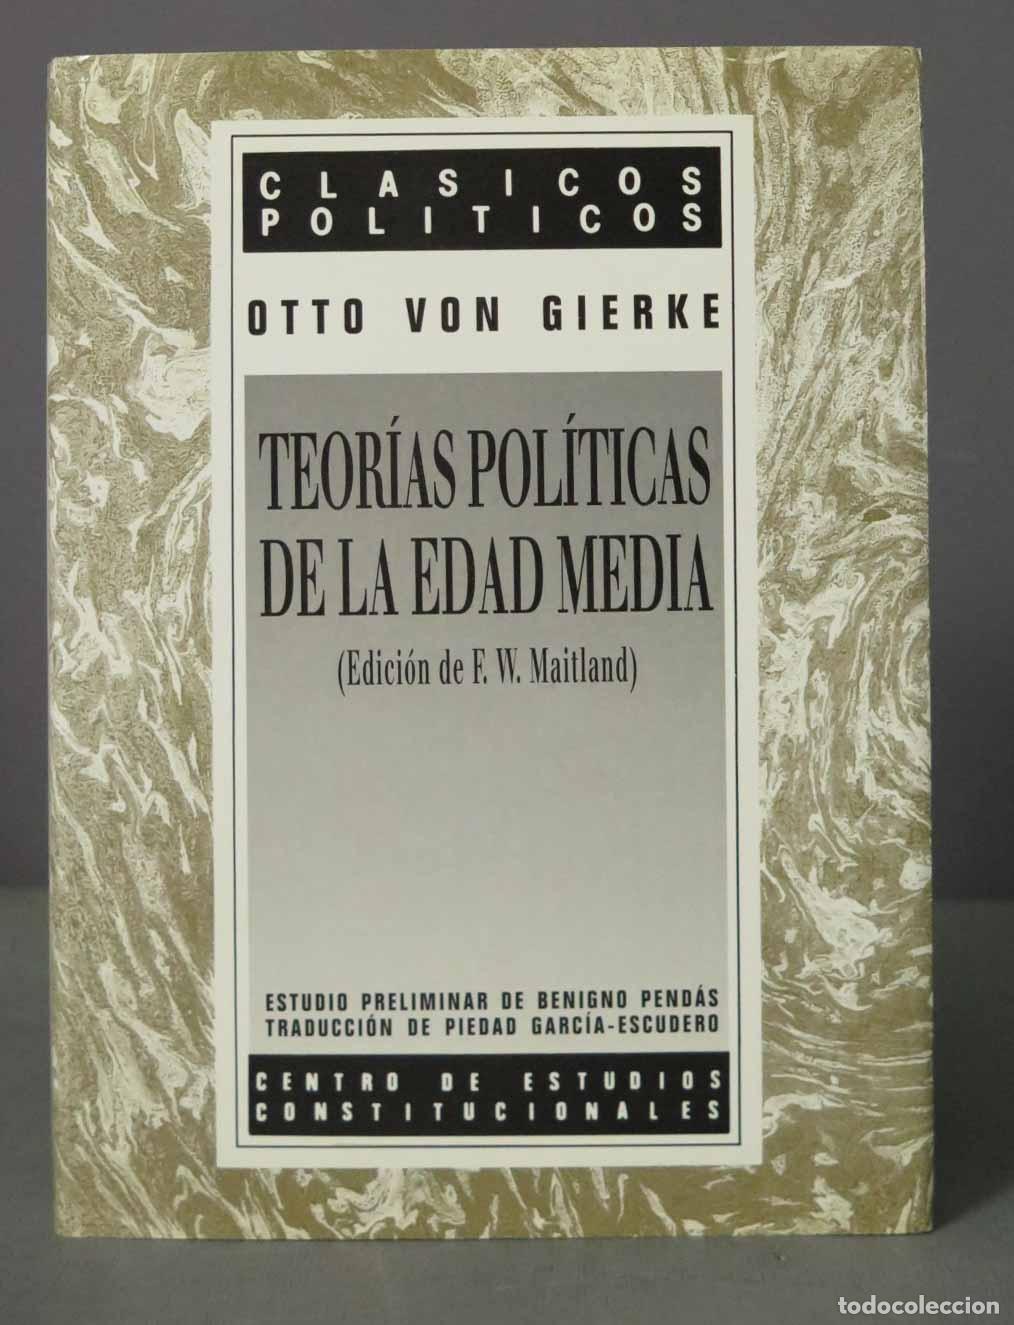 CLASICOS
POLITICOS
OTTO VON GIERKE
TEORÍAS POLÍTICAS
DE LA EDAD MEDIA
(Edición de F. W. Maitland)
ESTUDIO PRELIMINAR DE BENIGNO PENDÁS
TRADUCCIÓN DE PIEDAD GARCÍA-ESCUDERO
CENTRO DE ESTUDIOS
CONSTITUCIONALES
todocoleccion